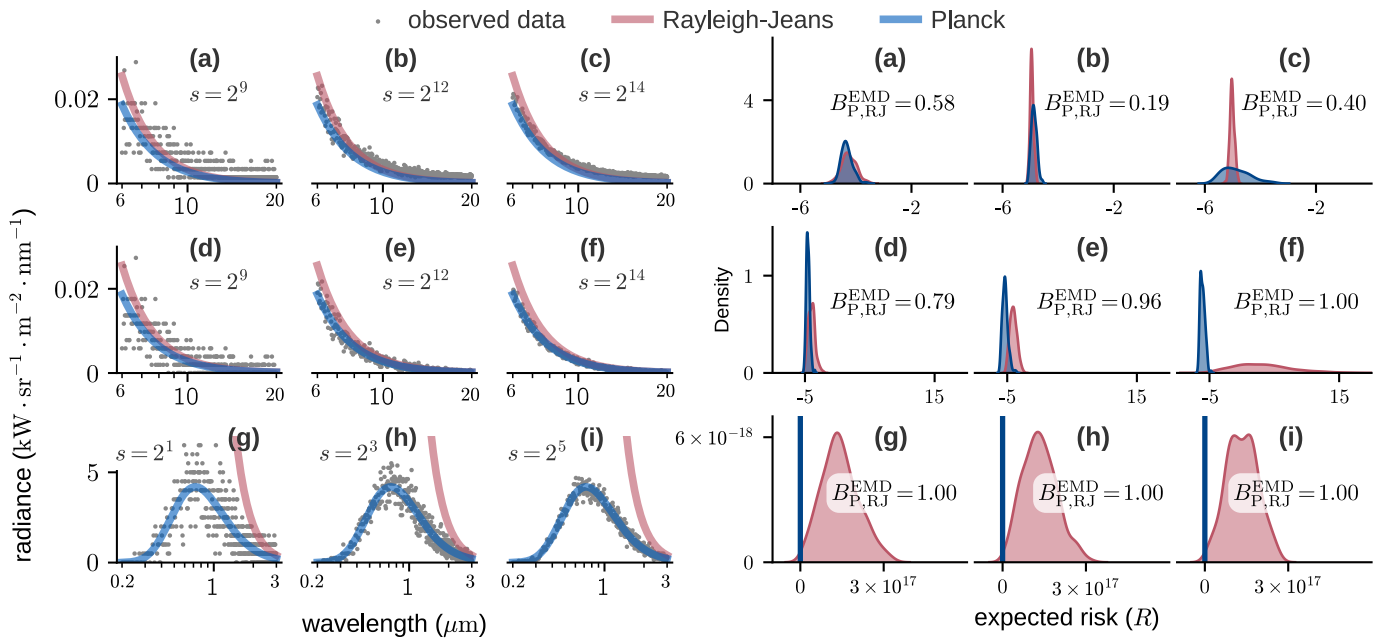 observed data Rayleigh-Jeans Planck
(a) (b) (c) (a) (b) (c)
s = 2^9 s = 2^12 s = 2^14
B^EMD_P,RJ = 0.58 B^EMD_P,RJ = 0.19 B^EMD_P,RJ = 0.40
0.02 4
0 0
6 10 20 6 10 20 6 10 20
-6 -2 -6 -2 -6 -2
(d) (e) (f) (d) (e) (f)
s = 2^9 s = 2^12 s = 2^14
B^EMD_P,RJ = 0.79 B^EMD_P,RJ = 0.96 B^EMD_P,RJ = 1.00
0.02 1
0 0
6 10 20 6 10 20 6 10 20
-5 15 -5 15 -5 15
(g) (h) (i) (g) (h) (i)
s = 2^1 s = 2^3 s = 2^5
B^EMD_P,RJ = 1.00 B^EMD_P,RJ = 1.00 B^EMD_P,RJ = 1.00
5 6 × 10^-18
0 0
0.2 1 3 0.2 1 3 0.2 1 3
0 3 × 10^17 0 3 × 10^17 0 3 × 10^17
radiance (kW · sr^-1 · m^-2 · nm^-1)
Density
wavelength (μm)
expected risk (R)